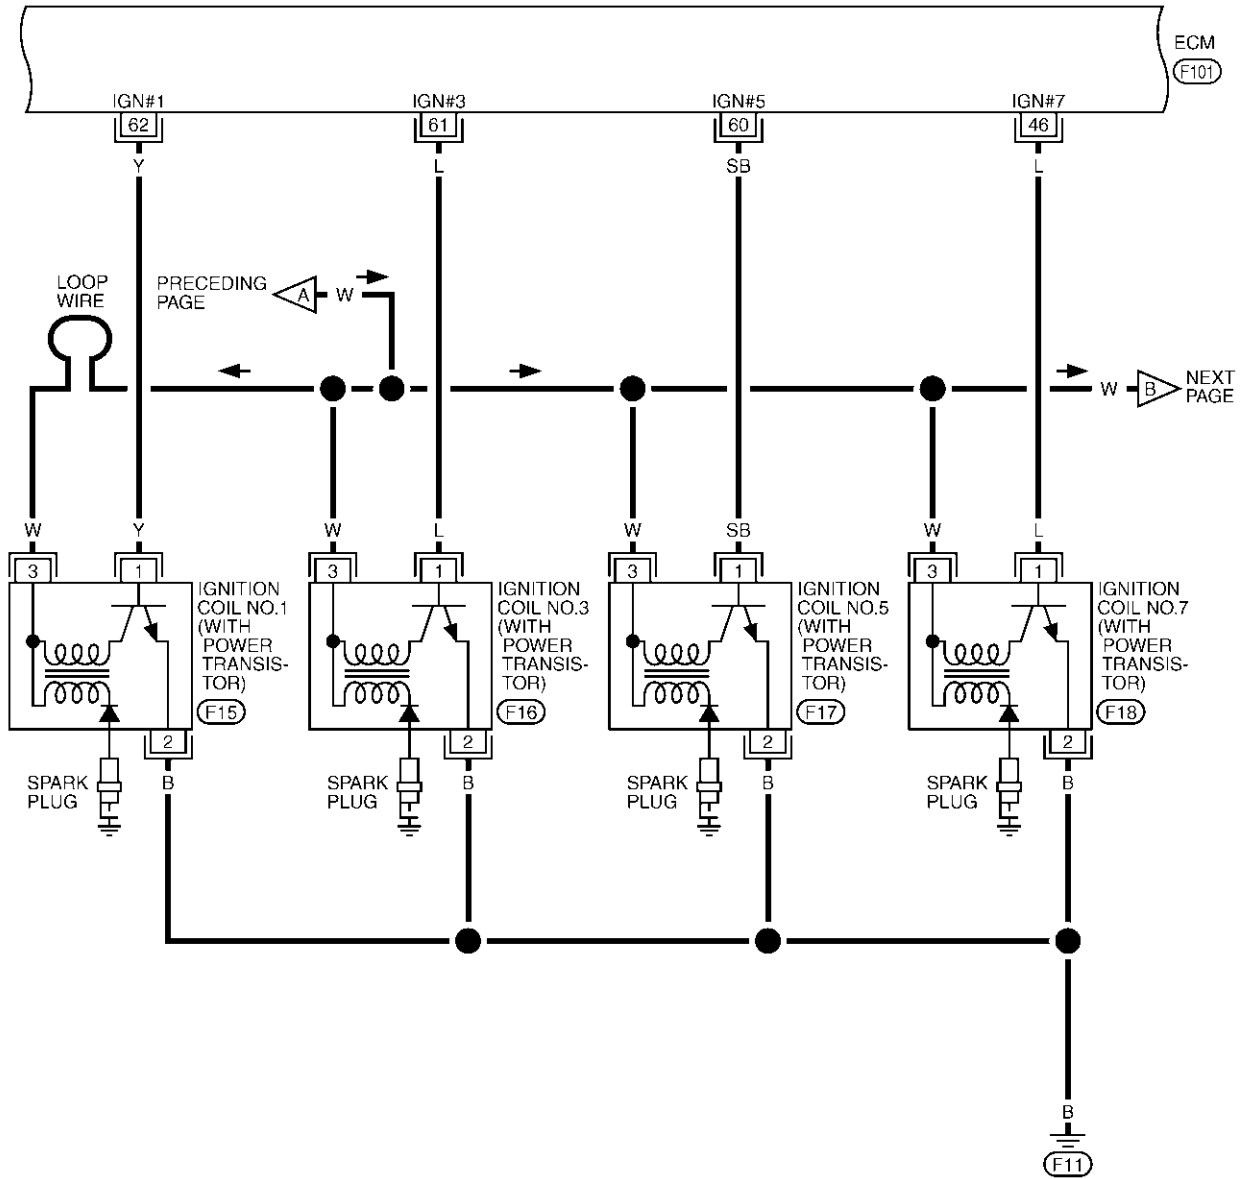 ECM
F101
IGN#1
IGN#3
IGN#5
IGN#7
62
61
60
46
Y
L
SB
L
LOOP
WIRE
PRECEDING
PAGE
A
W
W
B
NEXT
PAGE
W
Y
W
L
W
SB
W
L
3
1
3
1
3
1
3
1
IGNITION
COIL NO.1
(WITH
POWER
TRANSIS-
TOR)
F15
IGNITION
COIL NO.3
(WITH
POWER
TRANSIS-
TOR)
F16
IGNITION
COIL NO.5
(WITH
POWER
TRANSIS-
TOR)
F17
IGNITION
COIL NO.7
(WITH
POWER
TRANSIS-
TOR)
F18
2
2
2
2
SPARK
PLUG
B
SPARK
PLUG
B
SPARK
PLUG
B
SPARK
PLUG
B
B
F11